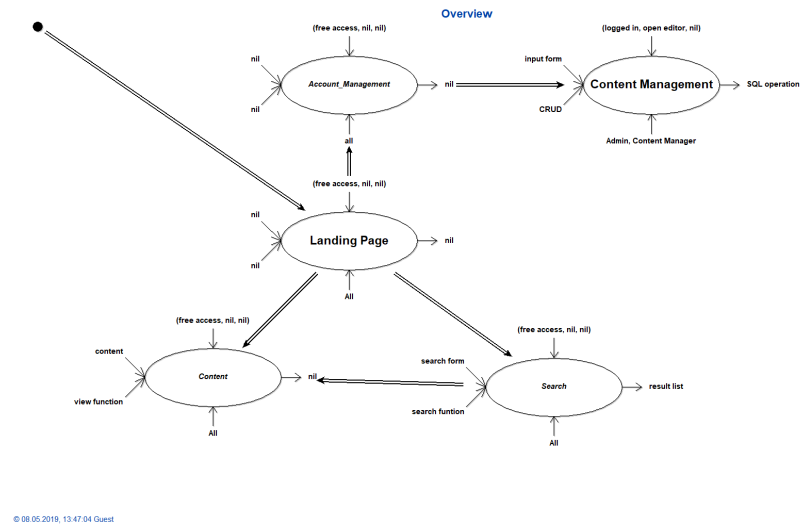 Overview
(free access, nil, nil)
(logged in, open editor, nil)
nil
input form
Account_Management
nil
Content Management
SQL operation
nil
CRUD
all
Admin, Content Manager
(free access, nil, nil)
nil
Landing Page
nil
nil
All
(free access, nil, nil)
(free access, nil, nil)
content
search form
Content
nil
Search
result list
view function
search funtion
All
All
© 08.05.2019, 13:47:04 Guest